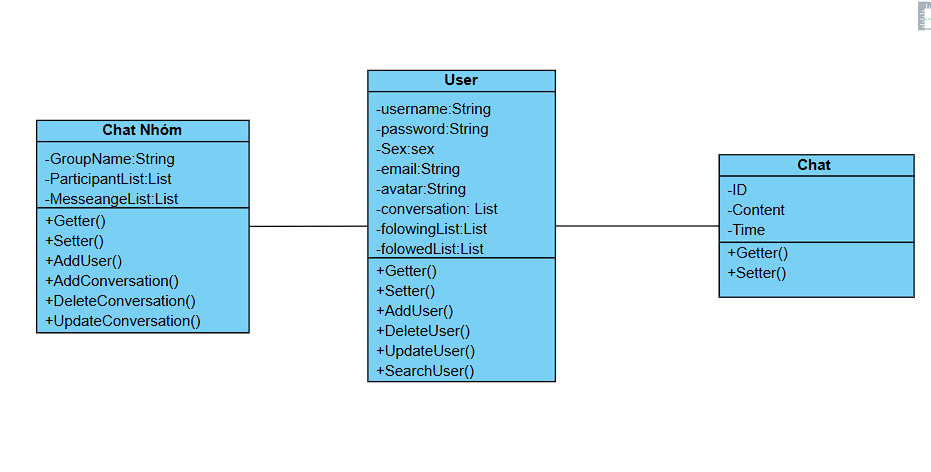 Chat Nhóm
-GroupName:String
-ParticipantList:List
-MesseangeList:List
+Getter()
+Setter()
+AddUser()
+AddConversation()
+DeleteConversation()
+UpdateConversation()
User
-username:String
-password:String
-Sex:sex
-email:String
-avatar:String
-conversation: List
-folowingList:List
-folowedList:List
+Getter()
+Setter()
+AddUser()
+DeleteUser()
+UpdateUser()
+SearchUser()
Chat
-ID
-Content
-Time
+Getter()
+Setter()